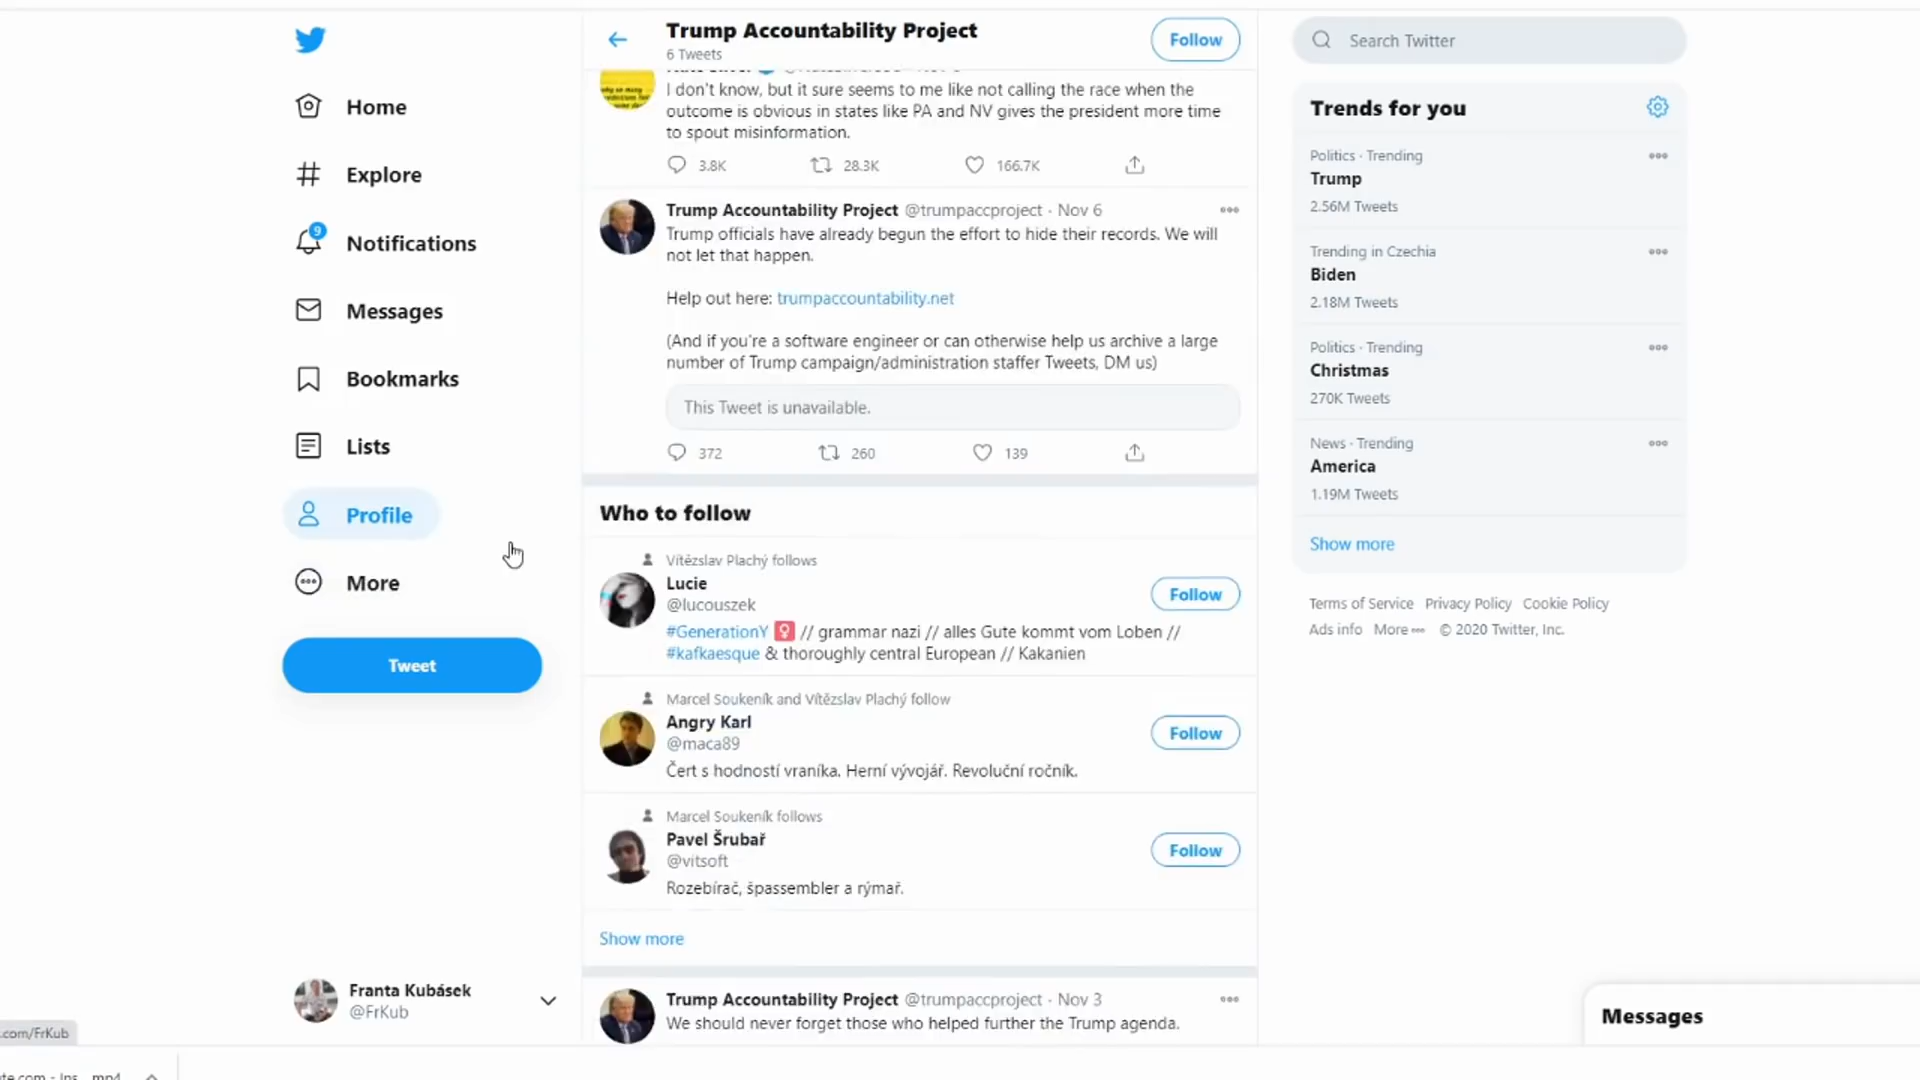 Home
Explore
9
Notifications
Messages
Bookmarks
Lists
Profile
More
Tweet
Franta Kubásek
@FrKub
.com/FrKub
Trump Accountability Project
6 Tweets
Follow
I don't know, but it sure seems to me like not calling the race when the
outcome is obvious in states like PA and NV gives the president more time
to spout misinformation.
3.8K 28.3K 166.7K
Trump Accountability Project @trumpaccproject · Nov 6
Trump officials have already begun the effort to hide their records. We will
not let that happen.
Help out here: trumpaccountability.net
(And if you're a software engineer or can otherwise help us archive a large
number of Trump campaign/administration staffer Tweets, DM us)
This Tweet is unavailable.
372 260 139
Who to follow
Vítězslav Plachý follows
Lucie
@lucouszek
Follow
#GenerationY // grammar nazi // alles Gute kommt vom Loben //
#kafkaesque & thoroughly central European // Kakanien
Marcel Soukeník and Vítězslav Plachý follow
Angry Karl
@maca89
Follow
Čert s hodností vraníka. Herní vývojář. Revoluční ročník.
Marcel Soukeník follows
Pavel Šrubař
@vitsoft
Follow
Rozebírač, špassembler a rýmař.
Show more
Trump Accountability Project @trumpaccproject · Nov 3
We should never forget those who helped further the Trump agenda.
Search Twitter
Trends for you
Politics · Trending
Trump
2.56M Tweets
Trending in Czechia
Biden
2.18M Tweets
Politics · Trending
Christmas
270K Tweets
News · Trending
America
1.19M Tweets
Show more
Terms of Service Privacy Policy Cookie Policy
Ads info More © 2020 Twitter, Inc.
Messages